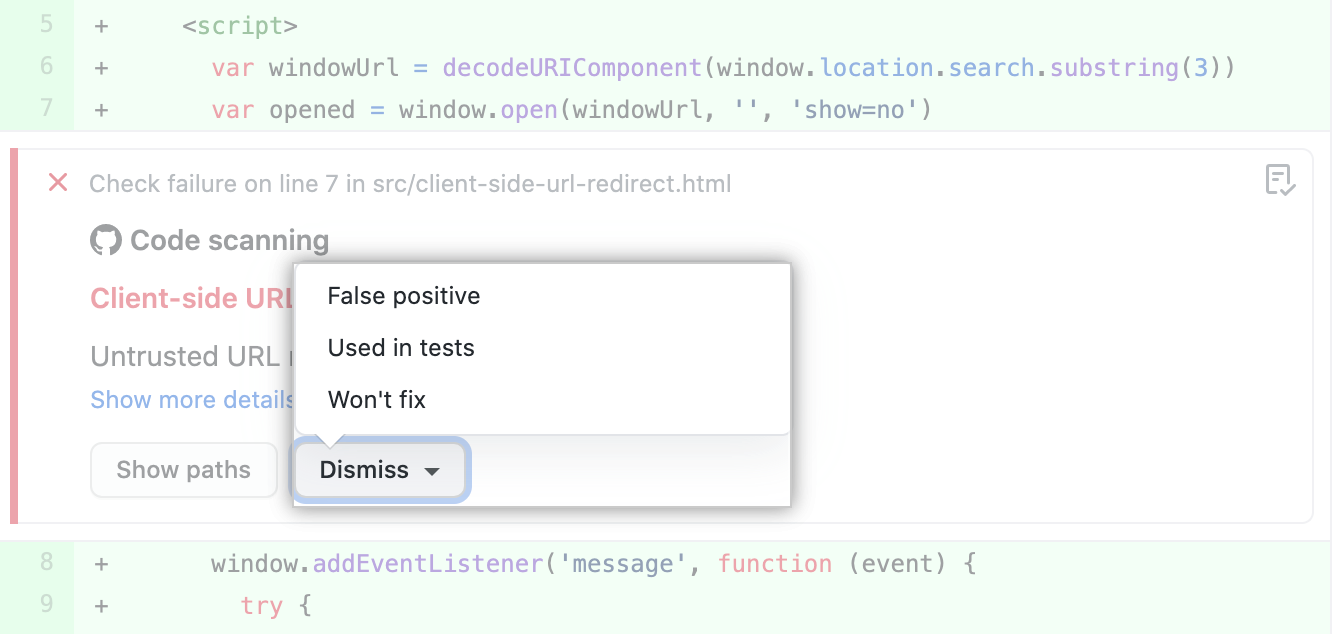 5 + <script>
6 + var windowUrl = decodeURIComponent(window.location.search.substring(3))
7 + var opened = window.open(windowUrl, '', 'show=no')
Check failure on line 7 in src/client-side-url-redirect.html
Code scanning
Client-side URL
Untrusted URL
Show more details
False positive
Used in tests
Won't fix
Show paths
Dismiss
8 + window.addEventListener('message', function (event) {
9 + try {